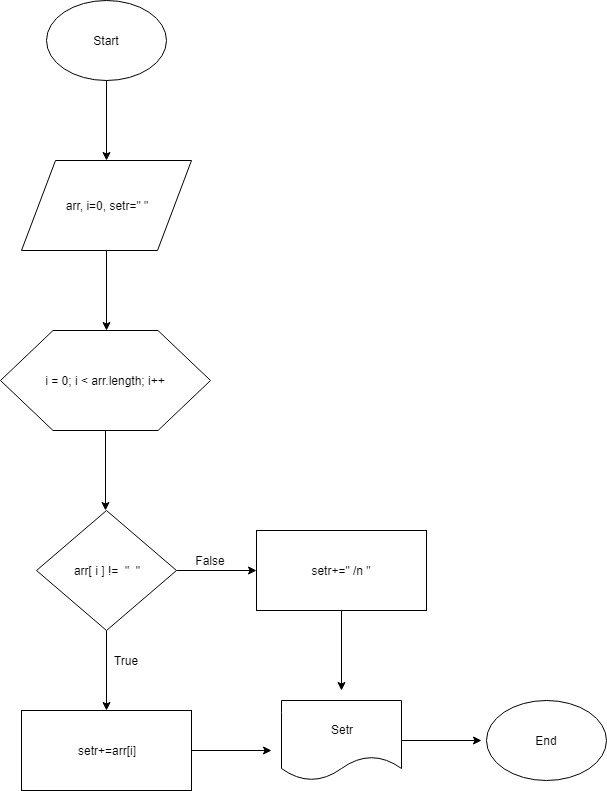 Start
arr, i=0, setr=" "
i = 0; i < arr.length; i++
arr[ i ] !=  "  "
False
setr+=" /n "
True
setr+=arr[i]
Setr
End